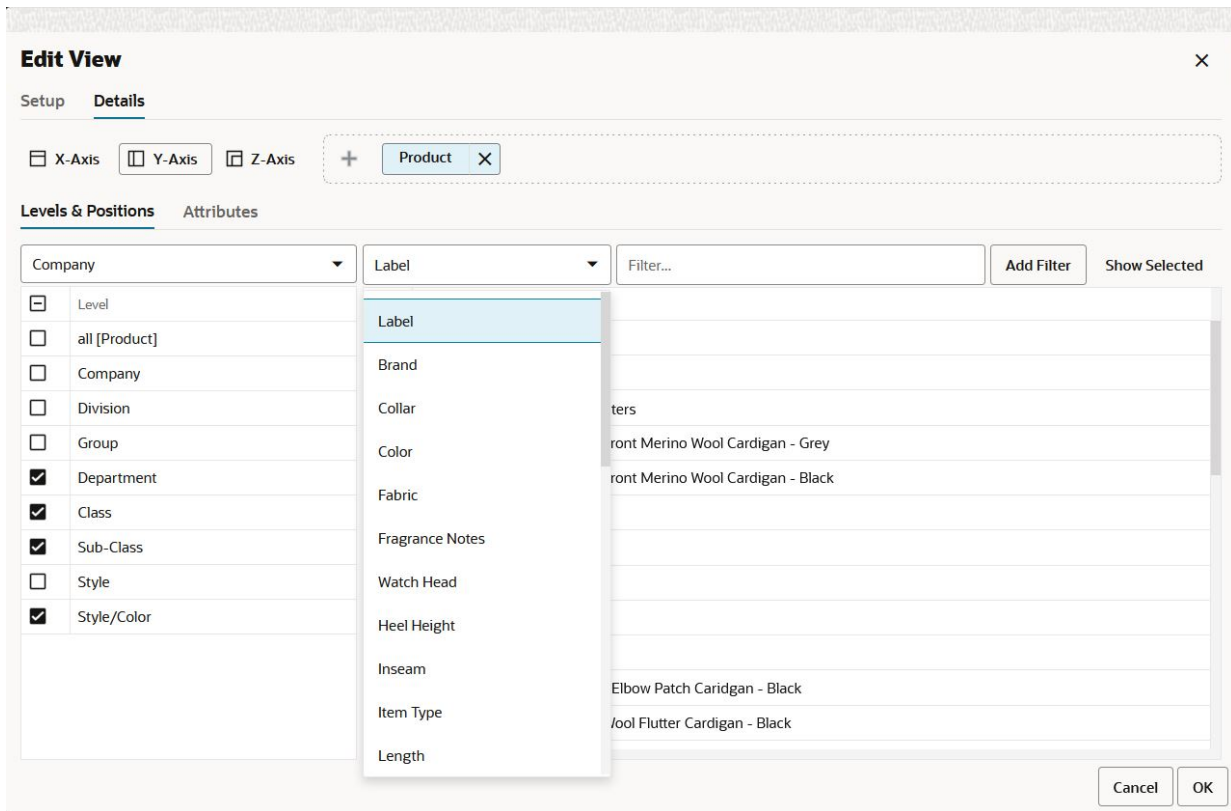 Edit View
Setup Details
X-Axis Y-Axis Z-Axis Product
Levels & Positions Attributes
Company Label Filter... Add Filter Show Selected
Level
all [Product]
Company
Division
Group
Department
Class
Sub-Class
Style
Style/Color
Label
Brand
Collar
Color
Fabric
Fragrance Notes
Watch Head
Heel Height
Inseam
Item Type
Length
ters
ront Merino Wool Cardigan - Grey
ront Merino Wool Cardigan - Black
Elbow Patch Caridgan - Black
Wool Flutter Cardigan - Black
Cancel OK